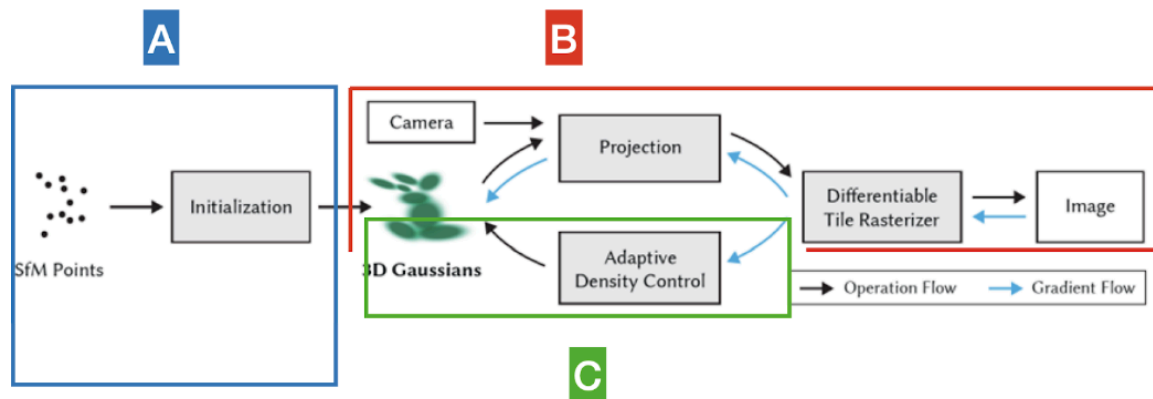 A
B
Camera
Projection
Initialization
Differentiable
Tile Rasterizer
Image
SfM Points
3D Gaussians
Adaptive
Density Control
Operation Flow
Gradient Flow
C